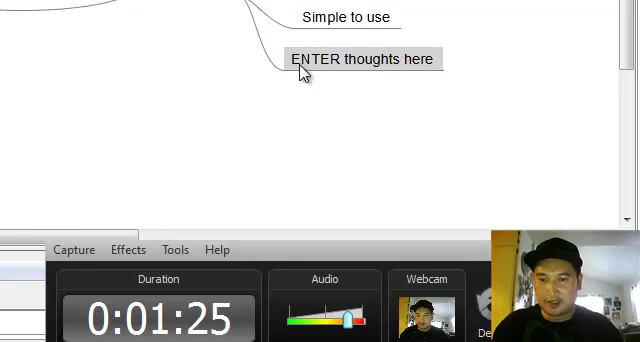 Simple to use
ENTER thoughts here
Capture Effects Tools Help
Duration Audio Webcam
0:01:25